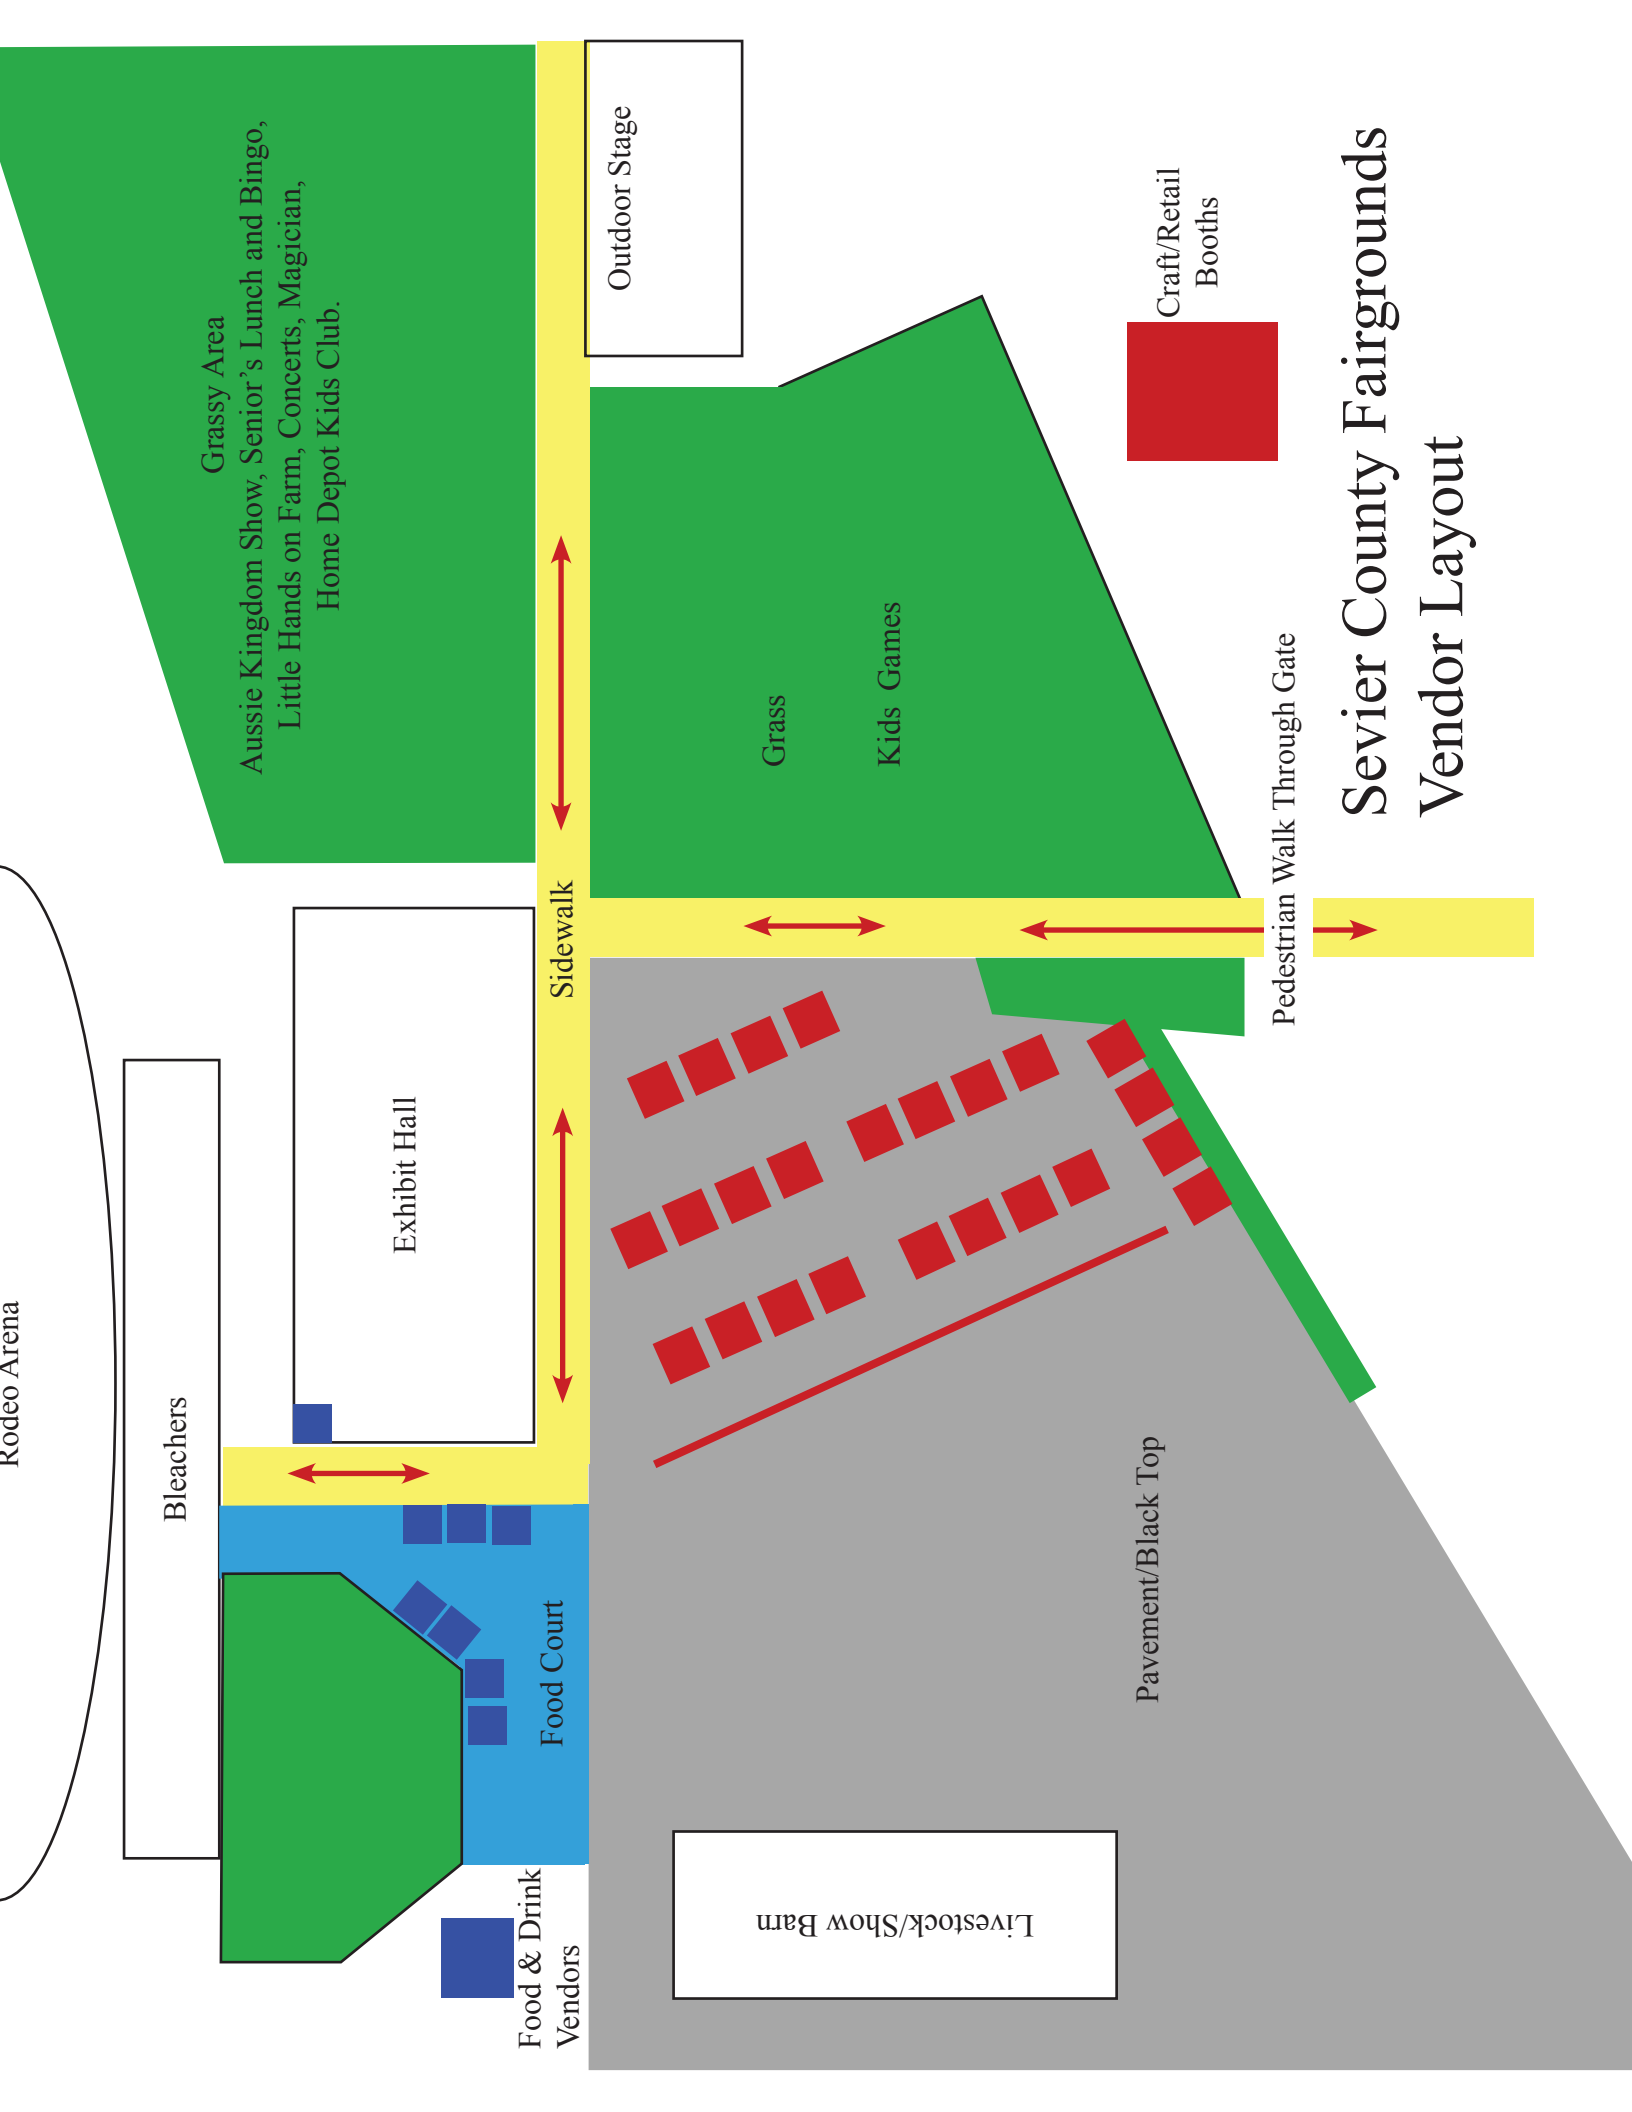 Rodeo Arena
Bleachers
Grassy Area
Aussie Kingdom Show, Senior's Lunch and Bingo,
Little Hands on Farm, Concerts, Magician,
Home Depot Kids Club.
Exhibit Hall
Food & Drink
Vendors
Food Court
Sidewalk
Outdoor Stage
Grass
Kids Games
Livestock/Show Barn
Pavement/Black Top
Craft/Retail
Booths
Pedestrian Walk Through Gate
Sevier County Fairgrounds
Vendor Layout